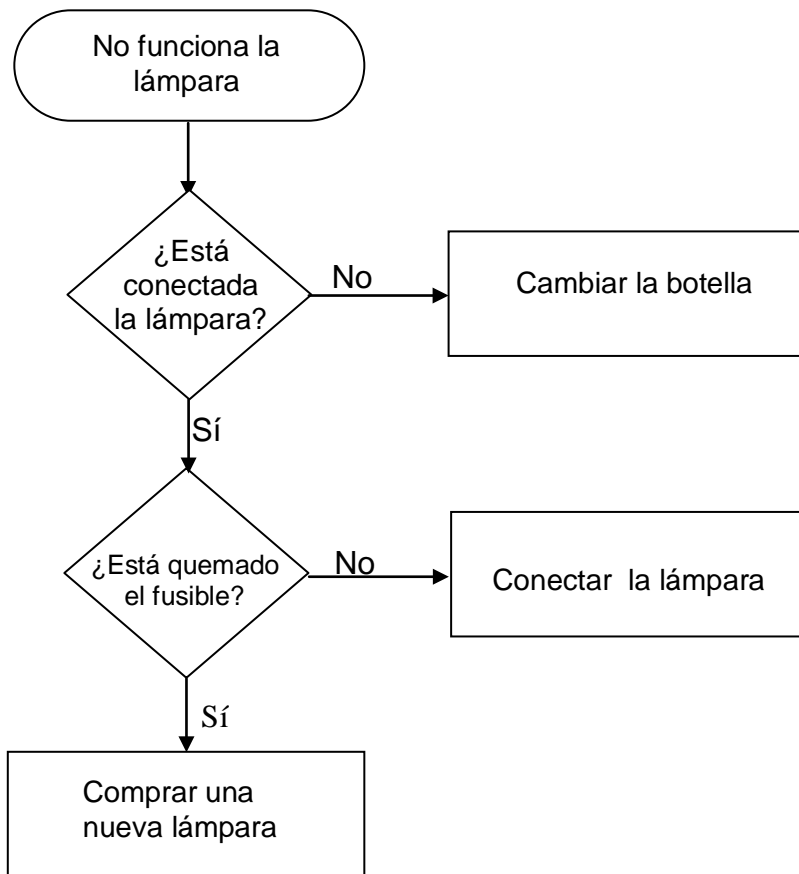 No funciona la
lámpara
¿Está
conectada
la lámpara?
No
Cambiar la botella
Sí
¿Está quemado
el fusible?
No
Conectar la lámpara
Sí
Comprar una
nueva lámpara